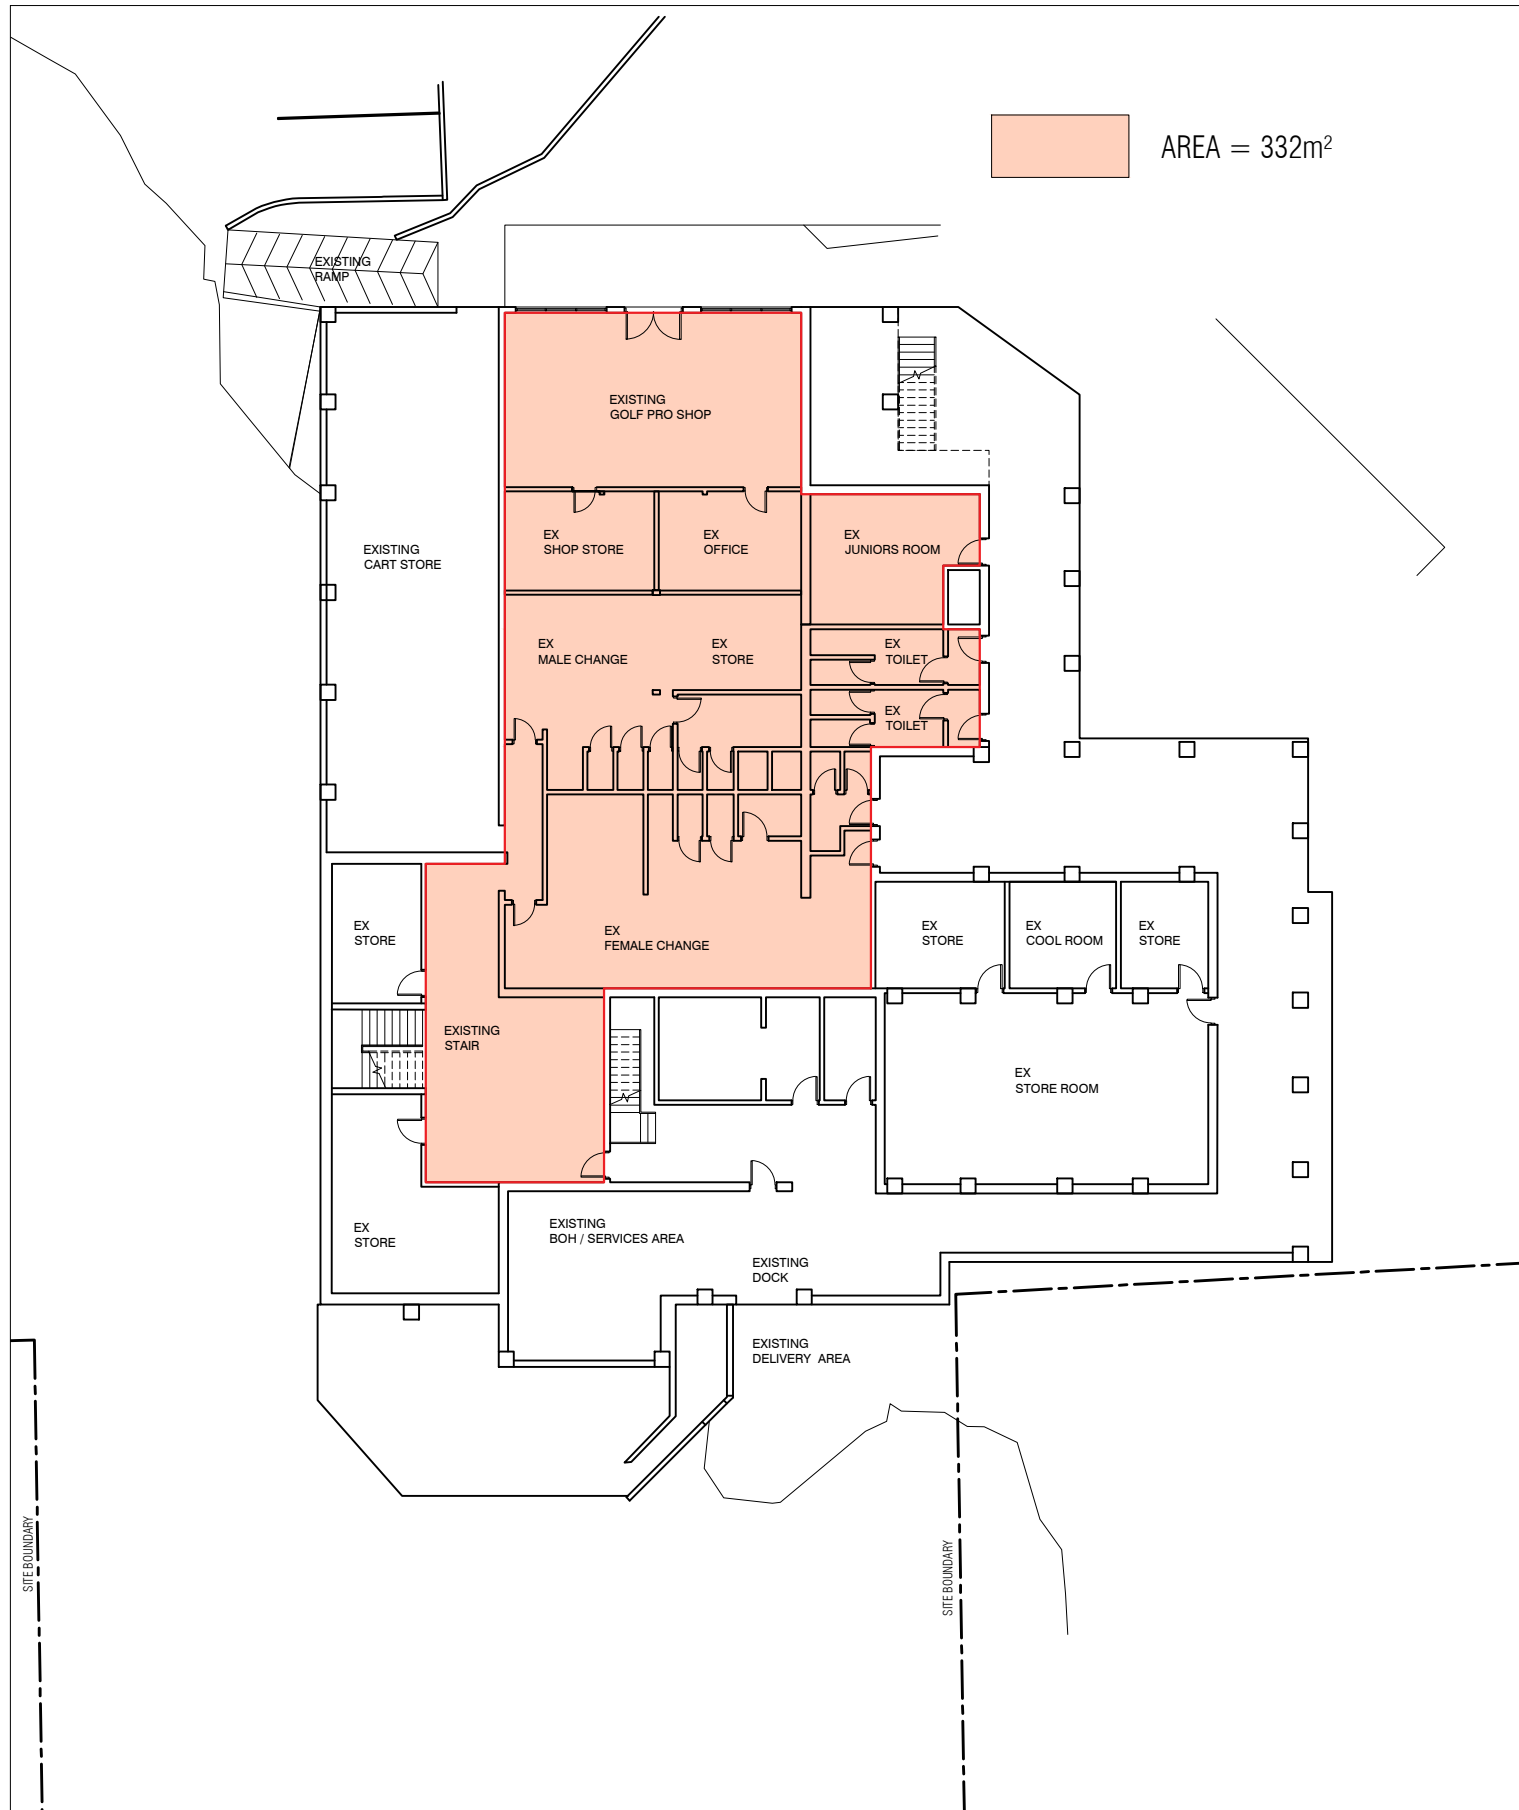 AREA = 332m²
EXISTING
RAMP
EXISTING
GOLF PRO SHOP
EX
SHOP STORE
EX
OFFICE
EX
JUNIORS ROOM
EXISTING
CART STORE
EX
MALE CHANGE
EX
STORE
EX
TOILET
EX
TOILET
EX
STORE
EX
FEMALE CHANGE
EX
STORE
EX
COOL ROOM
EX
STORE
EXISTING
STAIR
EX
STORE ROOM
EX
STORE
EXISTING
BOH / SERVICES AREA
EXISTING
DOCK
EXISTING
DELIVERY AREA
SITE BOUNDARY
SITE BOUNDARY